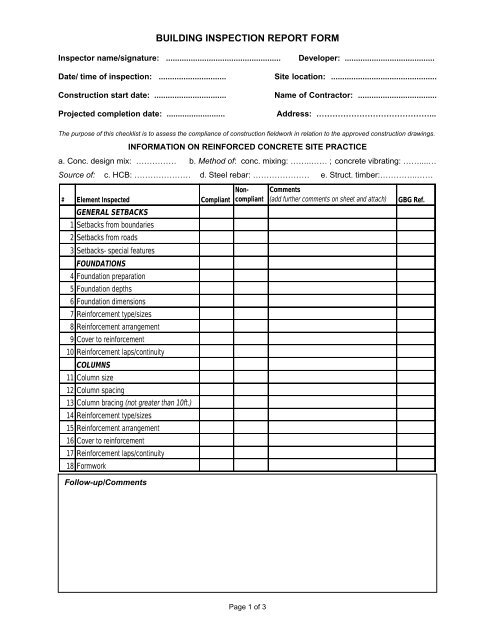 BUILDING INSPECTION REPORT FORM
Inspector name/signature: .................................................. Developer: ........................................
Date/ time of inspection: .............................. Site location: ...............................................
Construction start date: ................................ Name of Contractor: ...................................
Projected completion date: .......................... Address: …………………………………...
The purpose of this checklist is to assess the compliance of construction fieldwork in relation to the approved construction drawings.
INFORMATION ON REINFORCED CONCRETE SITE PRACTICE
a. Conc. design mix: …………… b. Method of: conc. mixing: ………….. ; concrete vibrating: …….……
Source of: c. HCB: ………………… d. Steel rebar: ………………… e. Struct. timber:………………
# Element Inspected Compliant Non-compliant Comments (add further comments on sheet and attach) GBG Ref.
GENERAL SETBACKS
1 Setbacks from boundaries
2 Setbacks from roads
3 Setbacks- special features
FOUNDATIONS
4 Foundation preparation
5 Foundation depths
6 Foundation dimensions
7 Reinforcement type/sizes
8 Reinforcement arrangement
9 Cover to reinforcement
10 Reinforcement laps/continuity
COLUMNS
11 Column size
12 Column spacing
13 Column bracing (not greater than 10ft.)
14 Reinforcement type/sizes
15 Reinforcement arrangement
16 Cover to reinforcement
17 Reinforcement laps/continuity
18 Formwork
Follow-up/Comments
Page 1 of 3